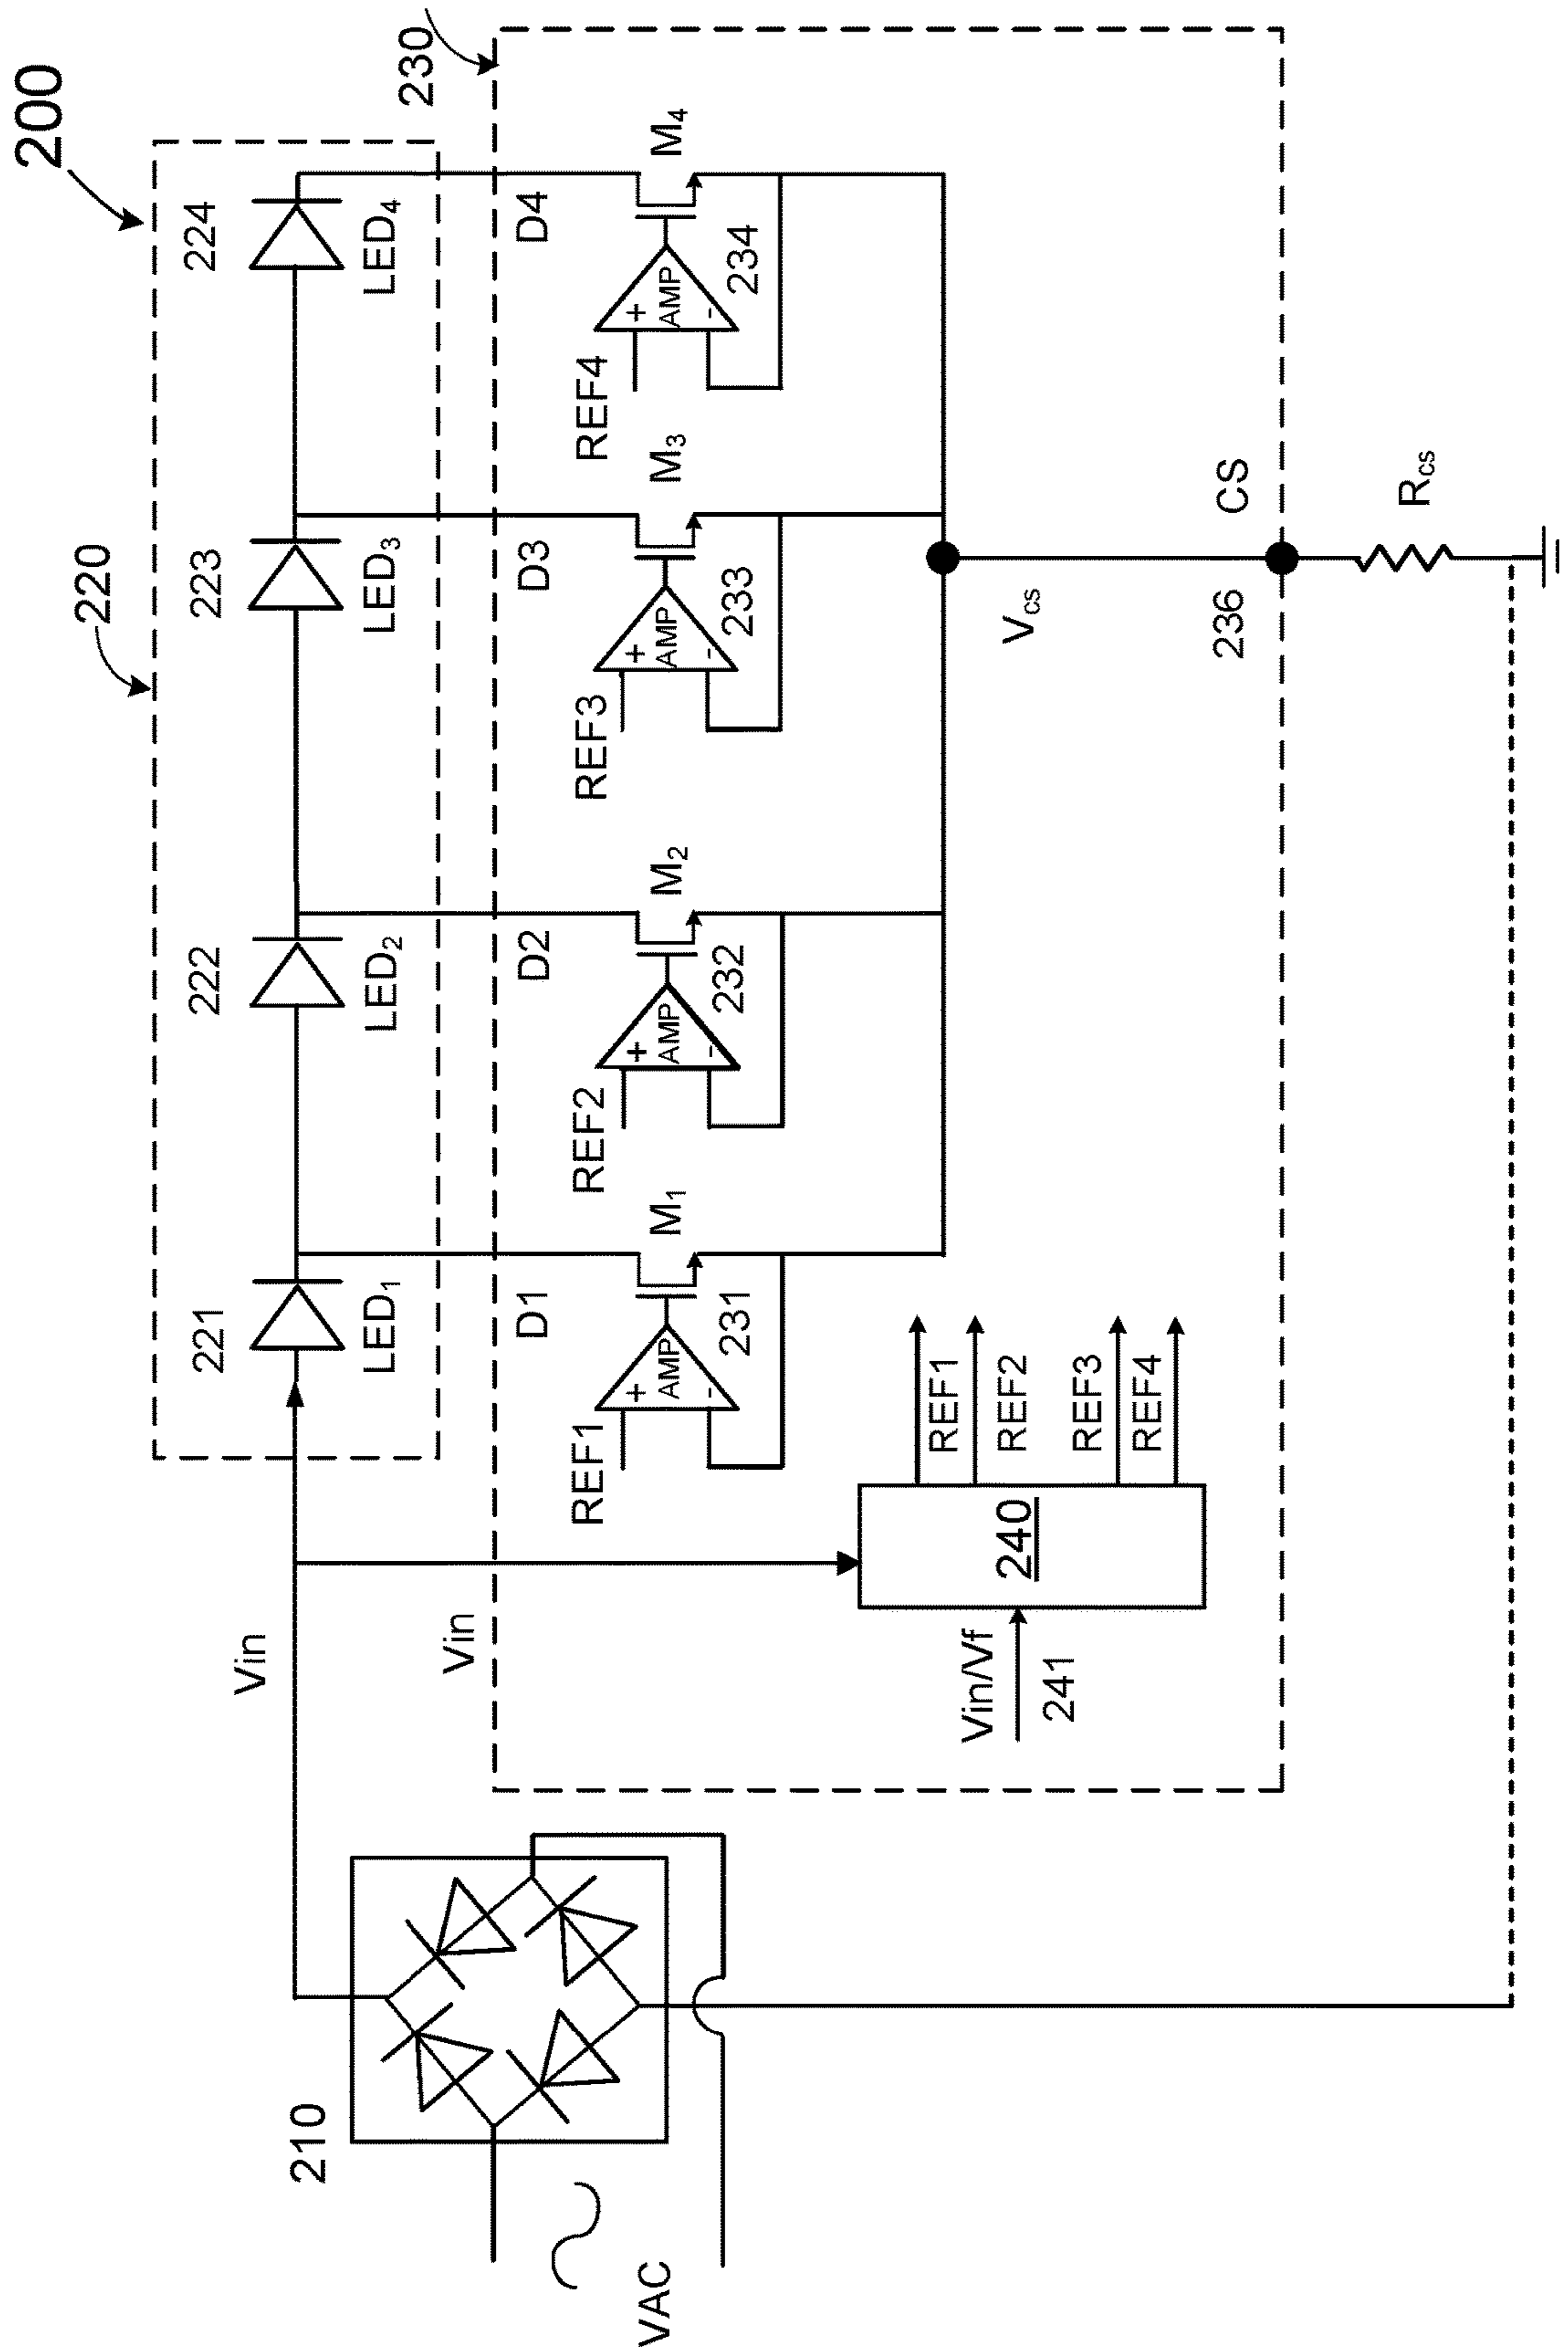 200
220
230
221
222
223
224
LED1
LED2
LED3
LED4
Vin
Vin
210
VAC
D1
D2
D3
D4
REF1
+
AMP
-
231
M1
REF2
+
AMP
-
232
M2
REF3
+
AMP
-
233
M3
REF4
+
AMP
-
234
M4
Vin/Vf
241
240
REF1
REF2
REF3
REF4
Vcs
236
CS
Rcs